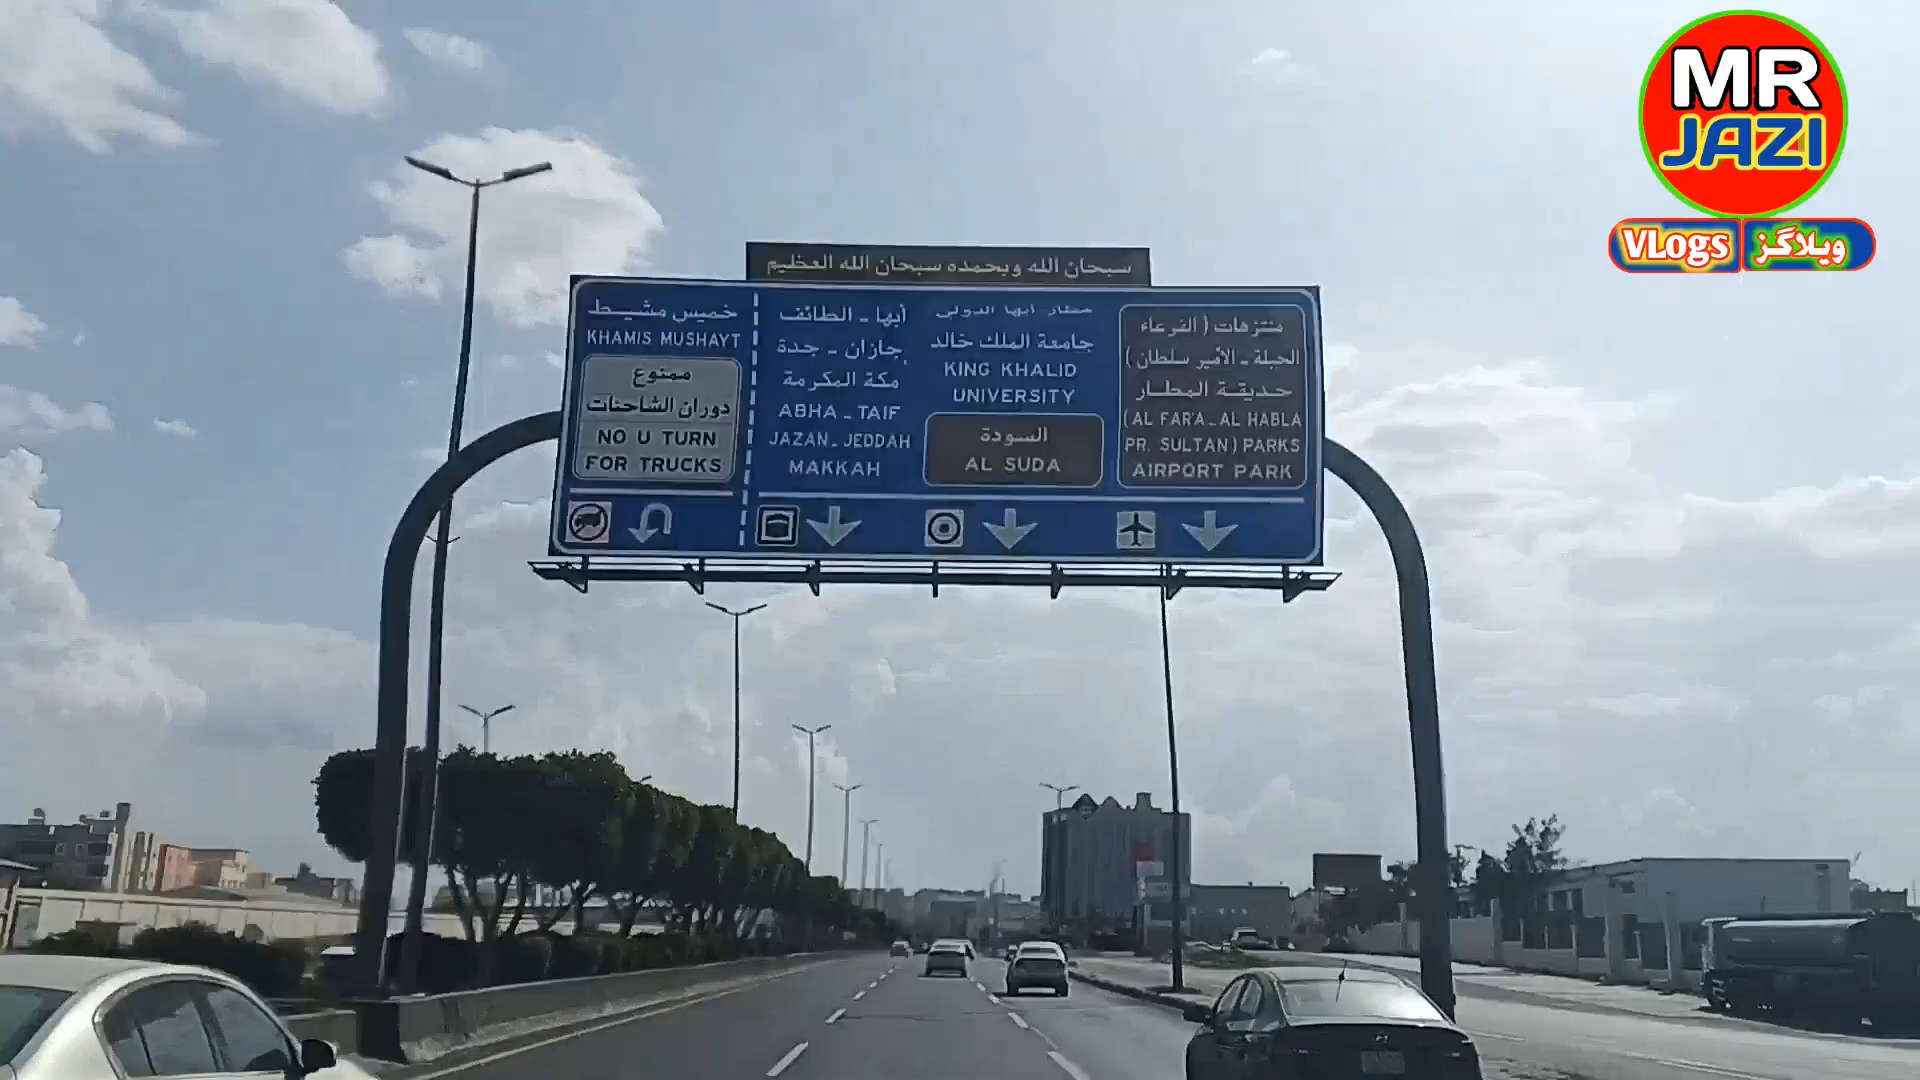 MR
JAZI
VLogs ویلاگز
سبحان الله وبحمده سبحان الله العظيم
خميس مشيط
KHAMIS MUSHAYT
ممنوع
دوران الشاحنات
NO U TURN
FOR TRUCKS
أبها - الطائف
جازان - جدة
مكة المكرمة
ABHA - TAIF
JAZAN - JEDDAH
MAKKAH
مطار أبها الدولي
جامعة الملك خالد
KING KHALID
UNIVERSITY
السودة
AL SUDA
منتزهات ( الفرعاء
الحبلة - الأمير سلطان )
حديقة المطار
( AL FAR'A - AL HABLA
PR. SULTAN ) PARKS
AIRPORT PARK